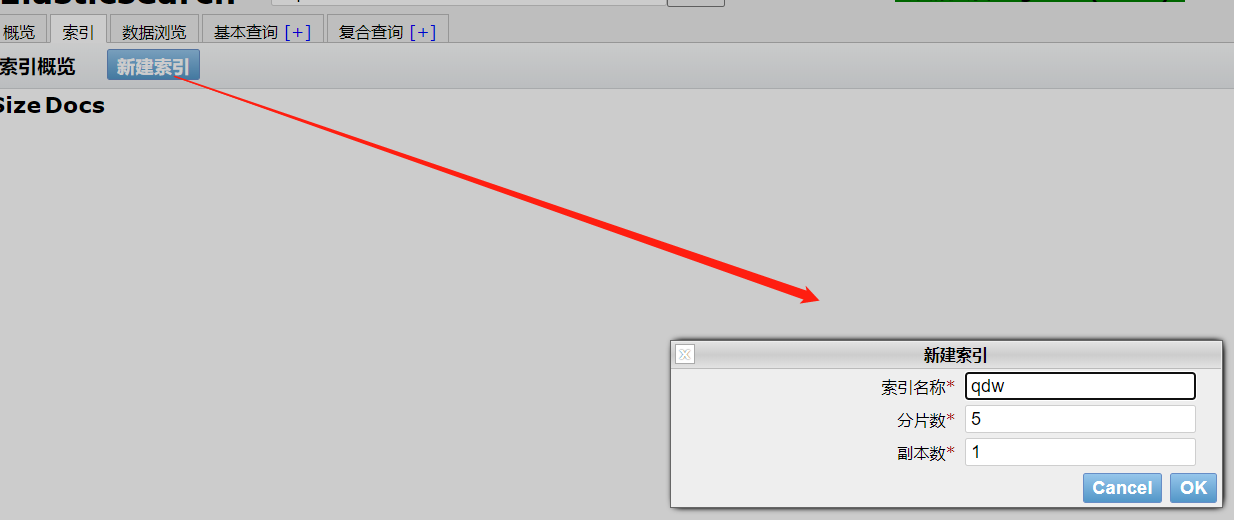 Elasticsearch
概览 索引 数据浏览 基本查询 [+] 复合查询 [+]
索引概览 新建索引
Size Docs
新建索引
索引名称* qdw
分片数* 5
副本数* 1
Cancel OK